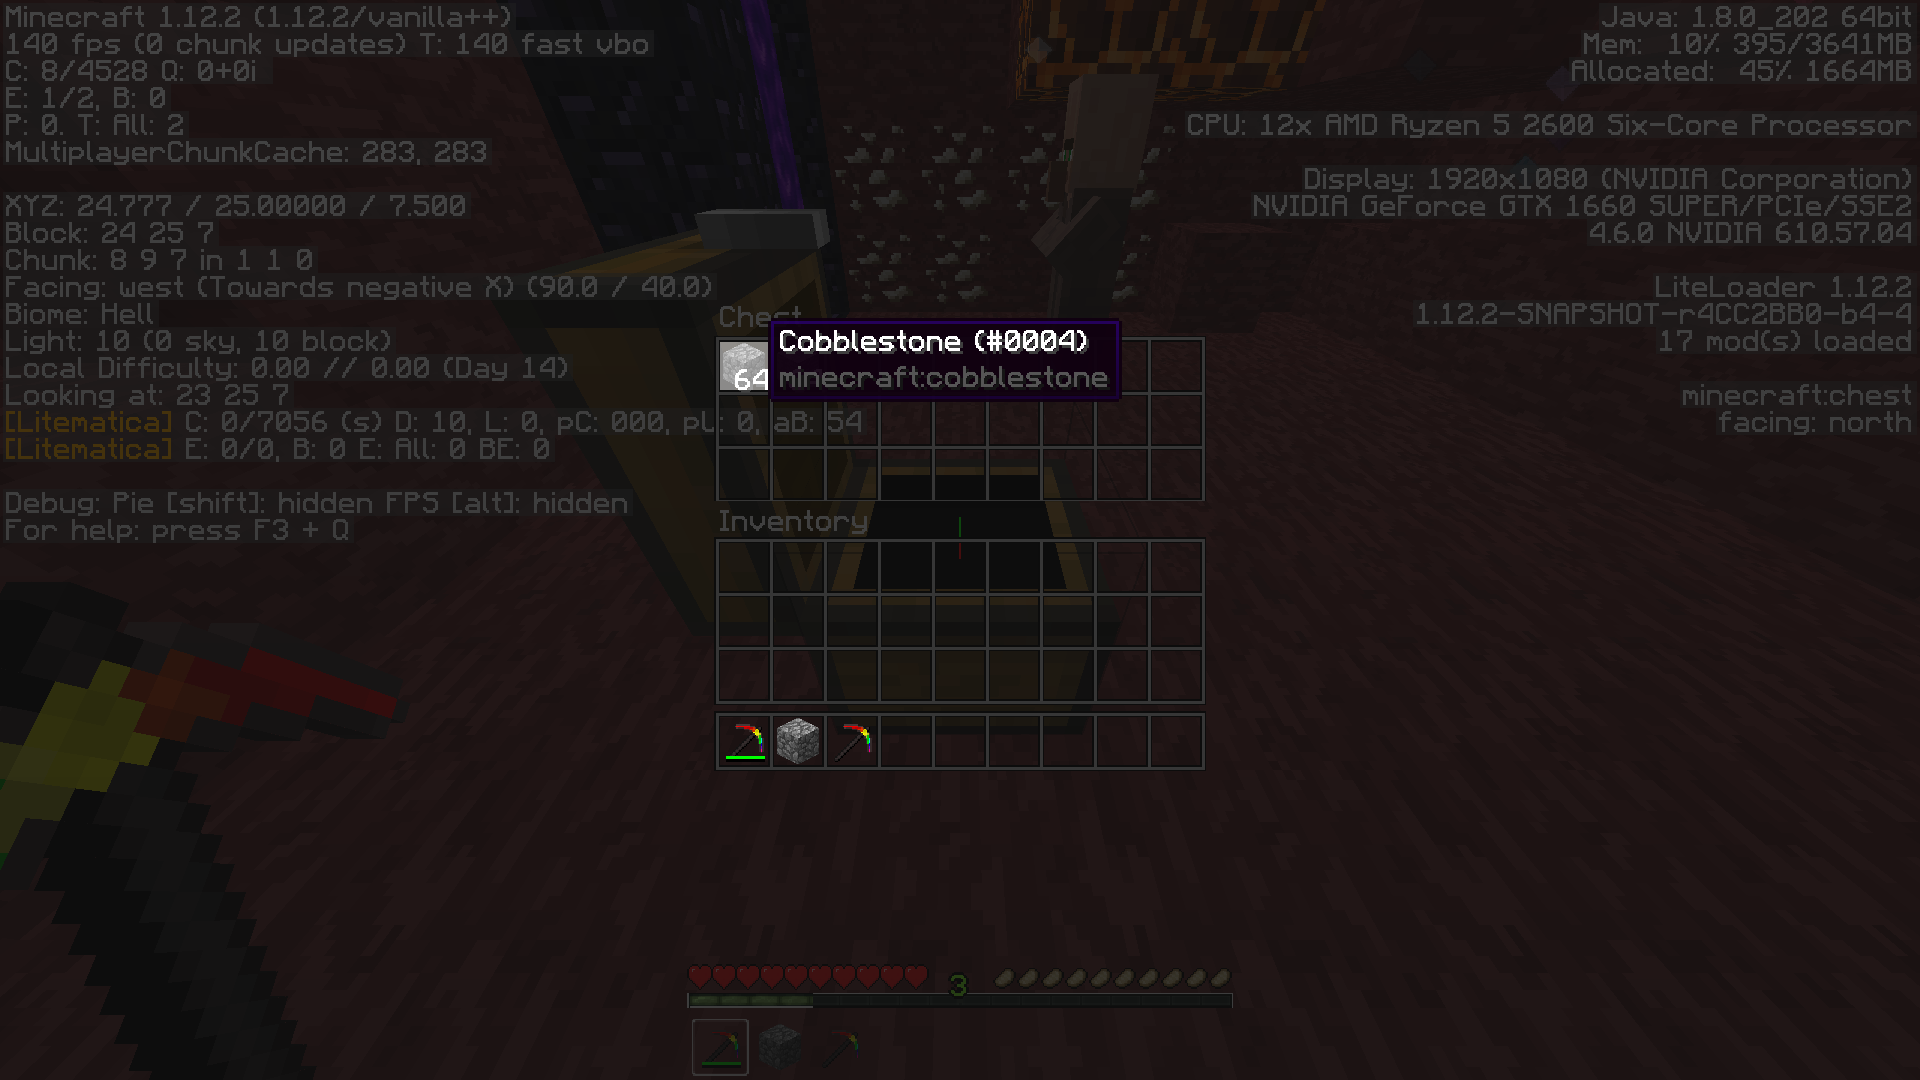 Minecraft 1.12.2 (1.12.2/vanilla++)
140 fps (0 chunk updates) T: 140 fast vbo
C: 8/4528 Q: 0+0i
E: 1/2, B: 0
P: 0. T: All: 2
MultiplayerChunkCache: 283, 283
XYZ: 24.777 / 25.00000 / 7.500
Block: 24 25 7
Chunk: 8 9 7 in 1 1 0
Facing: west (Towards negative X) (90.0 / 40.0)
Biome: Hell
Light: 10 (0 sky, 10 block)
Local Difficulty: 0.00 // 0.00 (Day 14)
Looking at: 23 25 7
[Litematica] C: 0/7056 (s) D: 10, L: 0, pC: 000, pU: 0, aB: 54
[Litematica] E: 0/0, B: 0 E: All: 0 BE: 0
Debug: Pie [shift]: hidden FPS [alt]: hidden
For help: press F3 + Q
Java: 1.8.0_202 64bit
Mem: 10% 395/3641MB
Allocated: 45% 1664MB
CPU: 12x AMD Ryzen 5 2600 Six-Core Processor
Display: 1920x1080 (NVIDIA Corporation)
NVIDIA GeForce GTX 1660 SUPER/PCIe/SSE2
4.6.0 NVIDIA 610.57.04
LiteLoader 1.12.2
1.12.2-SNAPSHOT-r4CC2BB0-b4-4
17 mod(s) loaded
minecraft:chest
facing: north
Chest
Cobblestone (#0004)
minecraft:cobblestone
64
Inventory
3